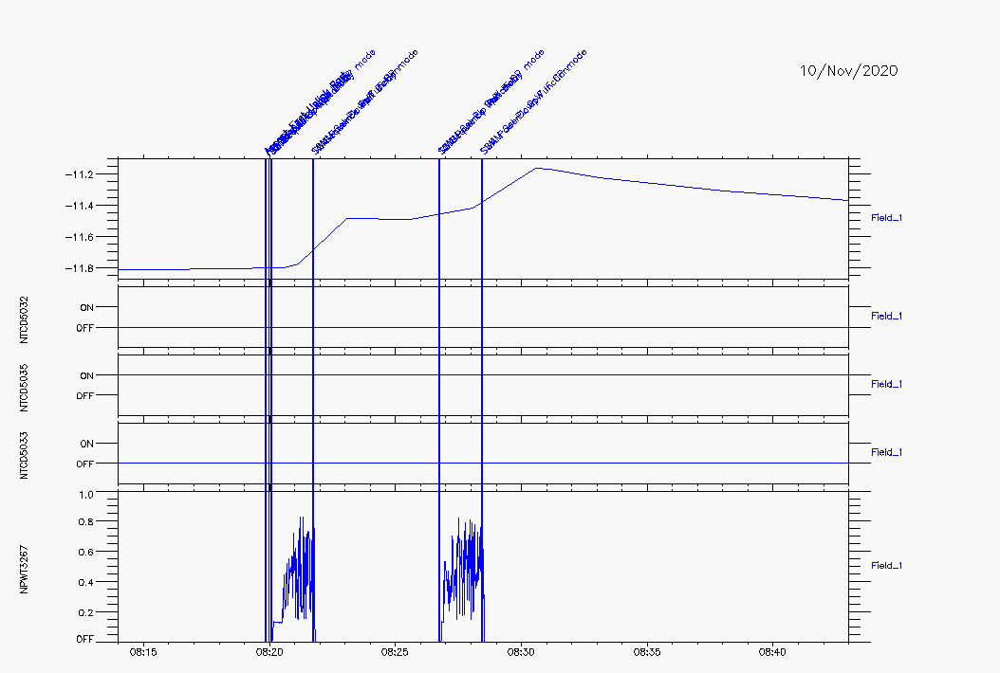 10/Nov/2020
-11.2
-11.4
-11.6
-11.8
Field_1
NTCD5032
ON
OFF
Field_1
NTCD5035
ON
OFF
Field_1
NTCD5033
ON
OFF
Field_1
NPWT3267
1.0
0.8
0.6
0.4
0.2
OFF
Field_1
08:15
08:20
08:25
08:30
08:35
08:40